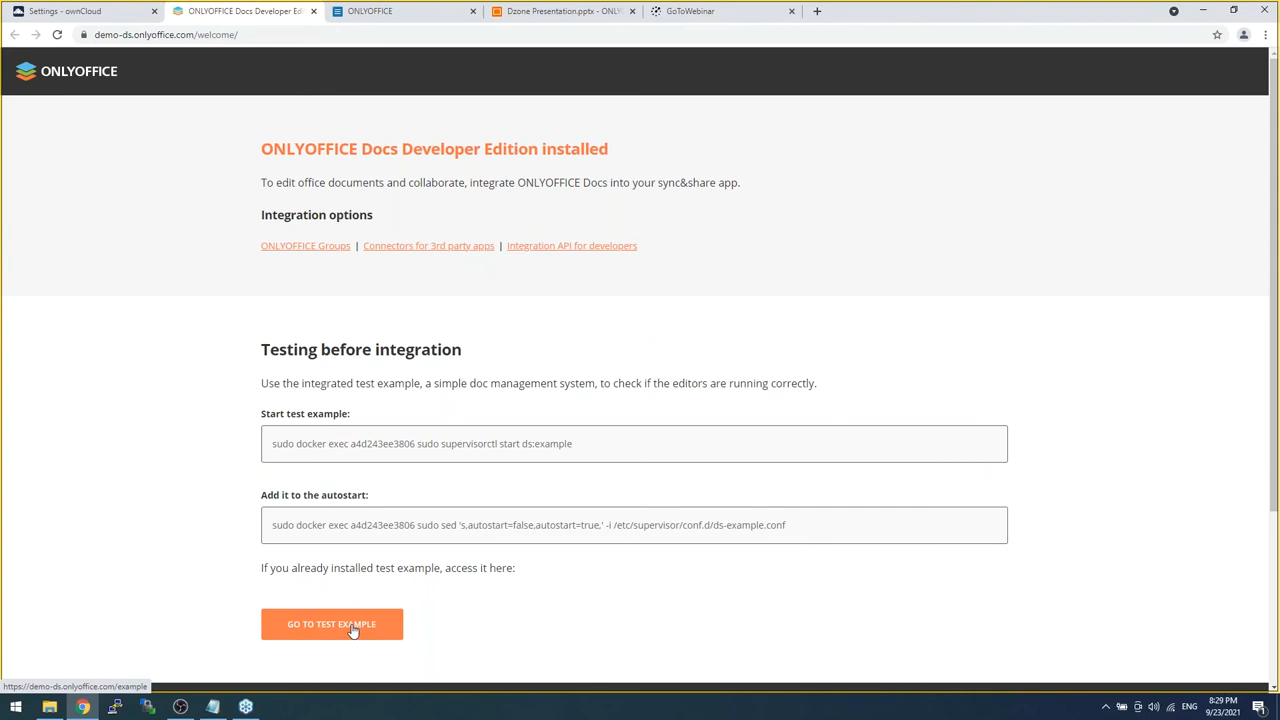 Settings - ownCloud
ONLYOFFICE Docs Developer Edi
ONLYOFFICE
Dzone Presentation.pptx - ONLY
GoToWebinar
demo-ds.onlyoffice.com/welcome/
ONLYOFFICE
ONLYOFFICE Docs Developer Edition installed
To edit office documents and collaborate, integrate ONLYOFFICE Docs into your sync&share app.
Integration options
ONLYOFFICE Groups | Connectors for 3rd party apps | Integration API for developers
Testing before integration
Use the integrated test example, a simple doc management system, to check if the editors are running correctly.
Start test example:
sudo docker exec a4d243ee3806 sudo supervisorctl start ds:example
Add it to the autostart:
sudo docker exec a4d243ee3806 sudo sed 's,autostart=false,autostart=true,' -i /etc/supervisor/conf.d/ds-example.conf
If you already installed test example, access it here:
GO TO TEST EXAMPLE
https://demo-ds.onlyoffice.com/example
ENG
8:29 PM
9/23/2021
1